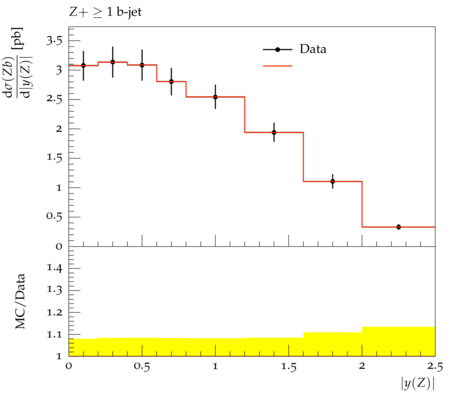 Z+ ≥ 1 b-jet
dσ(Zb)
d|y(Z)|
[pb]
3.5
3
2.5
2
1.5
1
0.5
0
Data
MC/Data
1.4
1.3
1.2
1.1
1
0
0.5
1
1.5
2
2.5
|y(Z)|